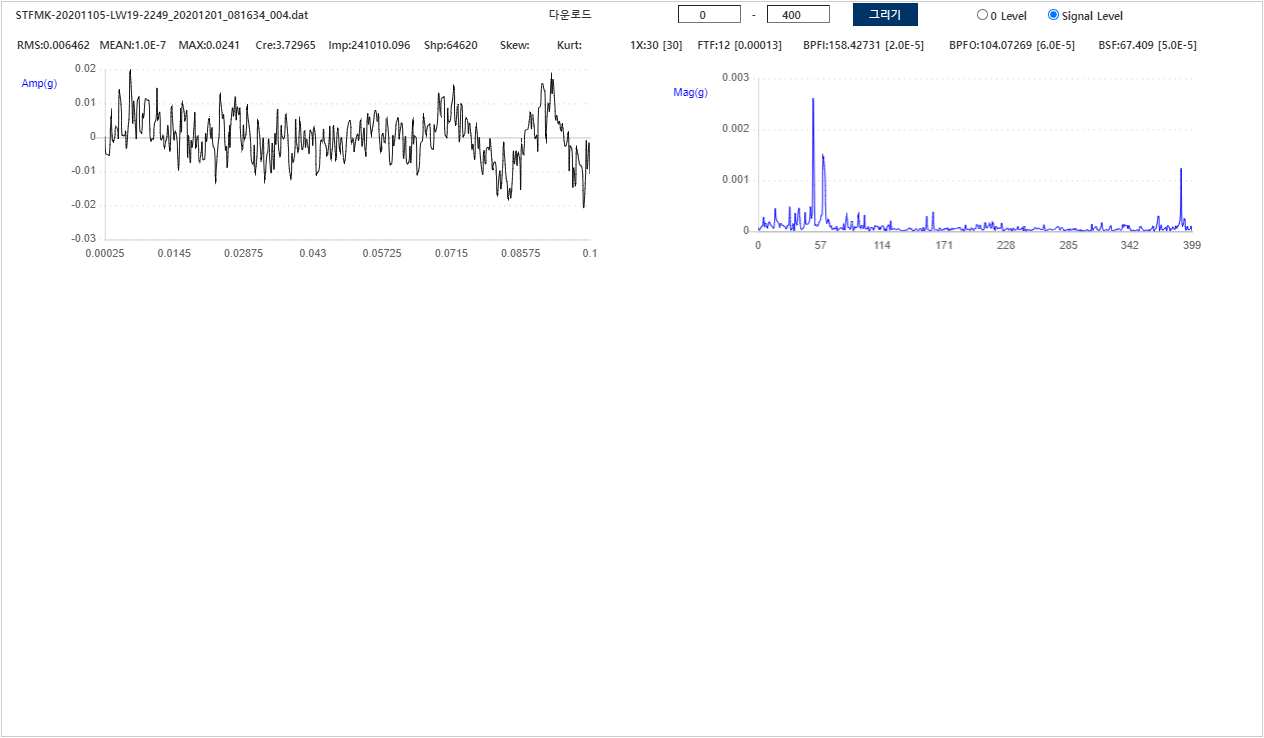 STFMK-20201105-LW19-2249_20201201_081634_004.dat 다운로드 0 - 400 그리기 0 Level Signal Level
RMS:0.006462 MEAN:1.0E-7 MAX:0.0241 Cre:3.72965 Imp:241010.096 Shp:64620 Skew: Kurt: 1X:30 [30] FTF:12 [0.00013] BPFI:158.42731 [2.0E-5] BPFO:104.07269 [6.0E-5] BSF:67.409 [5.0E-5]
Amp(g)
0.02
0.01
0
-0.01
-0.02
-0.03
0.00025 0.0145 0.02875 0.043 0.05725 0.0715 0.08575 0.1
Mag(g)
0.003
0.002
0.001
0
0 57 114 171 228 285 342 399